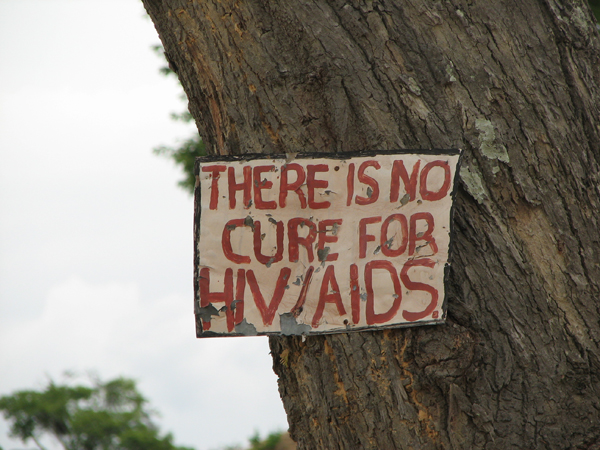 THERE IS NO
CURE FOR
HIV/AIDS.